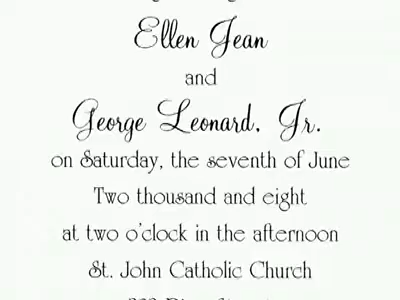 Ellen Jean
and
George Leonard, Jr.
on Saturday, the seventh of June
Two thousand and eight
at two o'clock in the afternoon
St. John Catholic Church